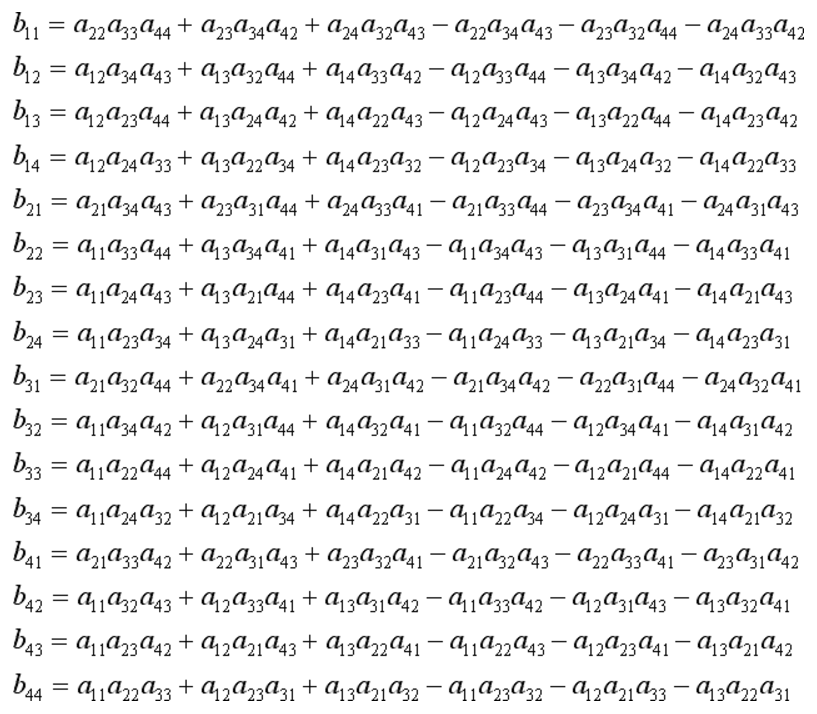 b₁₁ = a₂₂a₃₃a₄₄ + a₂₃a₃₄a₄₂ + a₂₄a₃₂a₄₃ − a₂₂a₃₄a₄₃ − a₂₃a₃₂a₄₄ − a₂₄a₃₃a₄₂
b₁₂ = a₁₂a₃₄a₄₃ + a₁₃a₃₂a₄₄ + a₁₄a₃₃a₄₂ − a₁₂a₃₃a₄₄ − a₁₃a₃₄a₄₂ − a₁₄a₃₂a₄₃
b₁₃ = a₁₂a₂₃a₄₄ + a₁₃a₂₄a₄₂ + a₁₄a₂₂a₄₃ − a₁₂a₂₄a₄₃ − a₁₃a₂₂a₄₄ − a₁₄a₂₃a₄₂
b₁₄ = a₁₂a₂₄a₃₃ + a₁₃a₂₂a₃₄ + a₁₄a₂₃a₃₂ − a₁₂a₂₃a₃₄ − a₁₃a₂₄a₃₂ − a₁₄a₂₂a₃₃
b₂₁ = a₂₁a₃₄a₄₃ + a₂₃a₃₁a₄₄ + a₂₄a₃₃a₄₁ − a₂₁a₃₃a₄₄ − a₂₃a₃₄a₄₁ − a₂₄a₃₁a₄₃
b₂₂ = a₁₁a₃₃a₄₄ + a₁₃a₃₄a₄₁ + a₁₄a₃₁a₄₃ − a₁₁a₃₄a₄₃ − a₁₃a₃₁a₄₄ − a₁₄a₃₃a₄₁
b₂₃ = a₁₁a₂₄a₄₃ + a₁₃a₂₁a₄₄ + a₁₄a₂₃a₄₁ − a₁₁a₂₃a₄₄ − a₁₃a₂₄a₄₁ − a₁₄a₂₁a₄₃
b₂₄ = a₁₁a₂₃a₃₄ + a₁₃a₂₄a₃₁ + a₁₄a₂₁a₃₃ − a₁₁a₂₄a₃₃ − a₁₃a₂₁a₃₄ − a₁₄a₂₃a₃₁
b₃₁ = a₂₁a₃₂a₄₄ + a₂₂a₃₄a₄₁ + a₂₄a₃₁a₄₂ − a₂₁a₃₄a₄₂ − a₂₂a₃₁a₄₄ − a₂₄a₃₂a₄₁
b₃₂ = a₁₁a₃₄a₄₂ + a₁₂a₃₁a₄₄ + a₁₄a₃₂a₄₁ − a₁₁a₃₂a₄₄ − a₁₂a₃₄a₄₁ − a₁₄a₃₁a₄₂
b₃₃ = a₁₁a₂₂a₄₄ + a₁₂a₂₄a₄₁ + a₁₄a₂₁a₄₂ − a₁₁a₂₄a₄₂ − a₁₂a₂₁a₄₄ − a₁₄a₂₂a₄₁
b₃₄ = a₁₁a₂₄a₃₂ + a₁₂a₂₁a₃₄ + a₁₄a₂₂a₃₁ − a₁₁a₂₂a₃₄ − a₁₂a₂₄a₃₁ − a₁₄a₂₁a₃₂
b₄₁ = a₂₁a₃₃a₄₂ + a₂₂a₃₁a₄₃ + a₂₃a₃₂a₄₁ − a₂₁a₃₂a₄₃ − a₂₂a₃₃a₄₁ − a₂₃a₃₁a₄₂
b₄₂ = a₁₁a₃₂a₄₃ + a₁₂a₃₃a₄₁ + a₁₃a₃₁a₄₂ − a₁₁a₃₃a₄₂ − a₁₂a₃₁a₄₃ − a₁₃a₃₂a₄₁
b₄₃ = a₁₁a₂₃a₄₂ + a₁₂a₂₁a₄₃ + a₁₃a₂₂a₄₁ − a₁₁a₂₂a₄₃ − a₁₂a₂₃a₄₁ − a₁₃a₂₁a₄₂
b₄₄ = a₁₁a₂₂a₃₃ + a₁₂a₂₃a₃₁ + a₁₃a₂₁a₃₂ − a₁₁a₂₃a₃₂ − a₁₂a₂₁a₃₃ − a₁₃a₂₂a₃₁